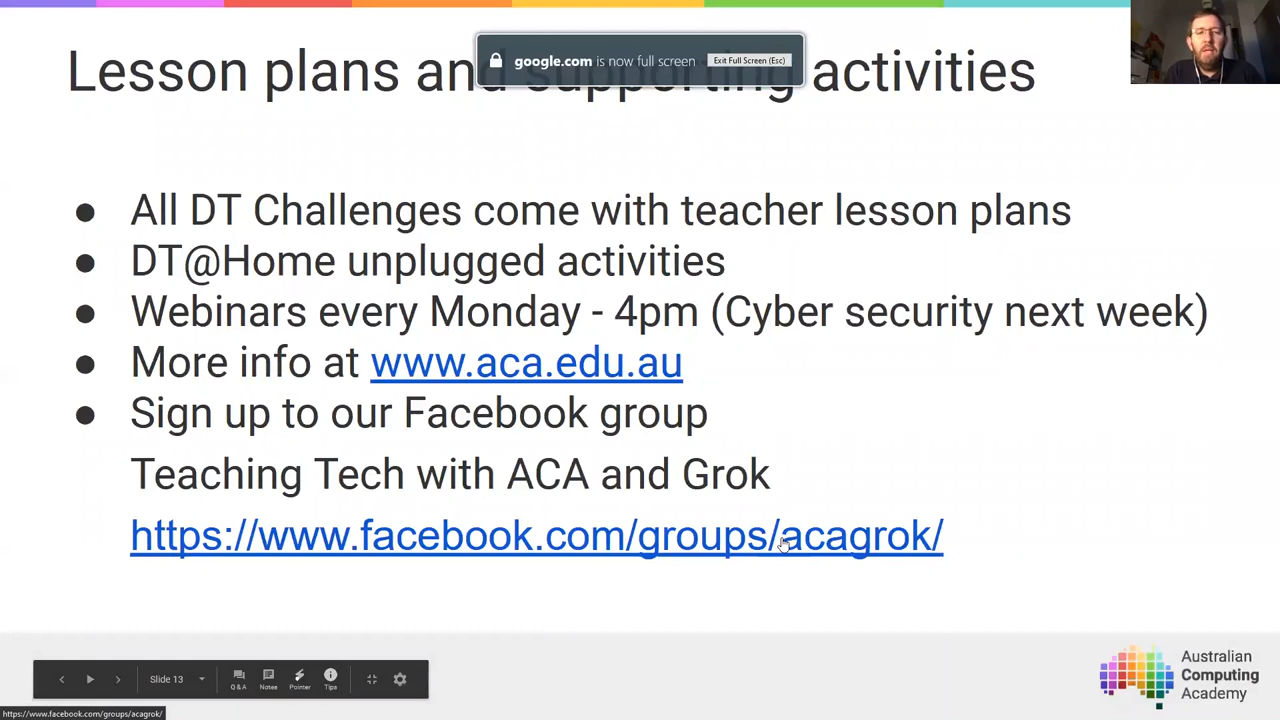 Lesson plans and supporting activities
google.com is now full screen
Exit Full Screen (Esc)
● All DT Challenges come with teacher lesson plans
● DT@Home unplugged activities
● Webinars every Monday - 4pm (Cyber security next week)
● More info at www.aca.edu.au
● Sign up to our Facebook group
Teaching Tech with ACA and Grok
https://www.facebook.com/groups/acagrok/
Slide 13
Q & A
Notes
Pointer
Tips
Australian
Computing
Academy
https://www.facebook.com/groups/acagrok/